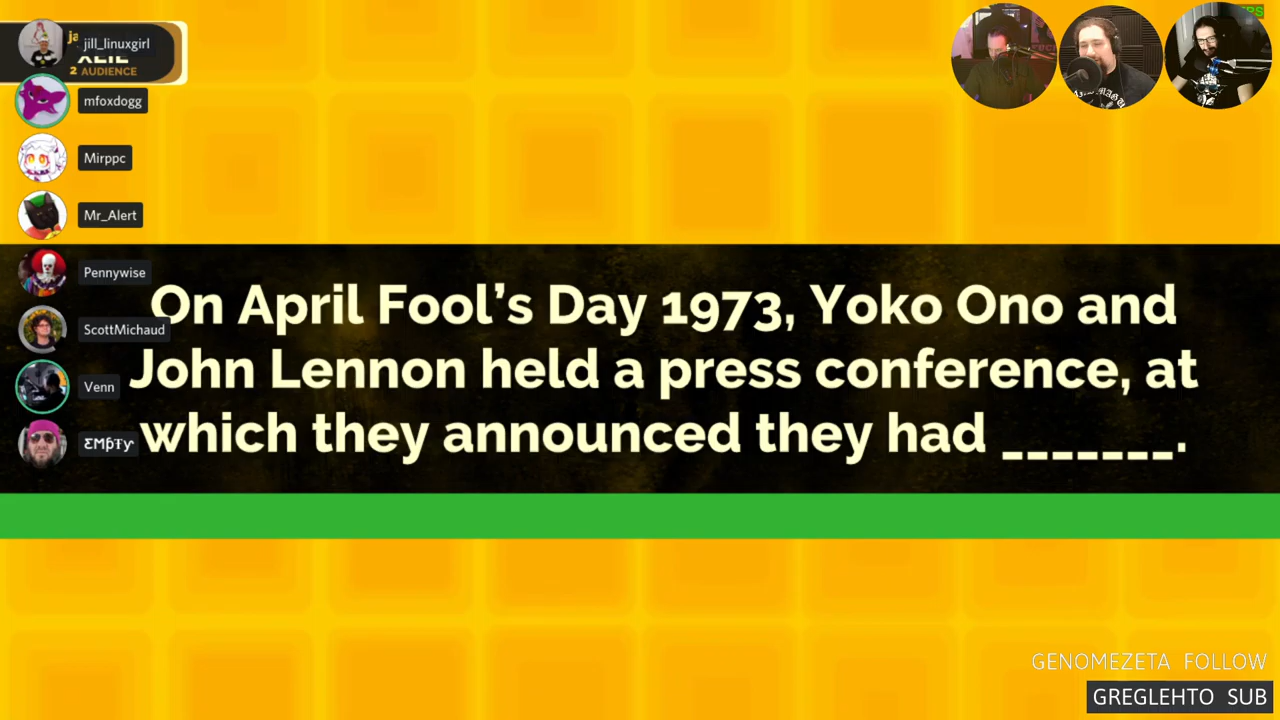 jill_linuxgirl
2 AUDIENCE
mfoxdogg
Mirppc
Mr_Alert
Pennywise
On April Fool’s Day 1973, Yoko Ono and
ScottMichaud
John Lennon held a press conference, at
Venn
which they announced they had _______.
GENOMEZETA FOLLOW
GREGLEHTO SUB